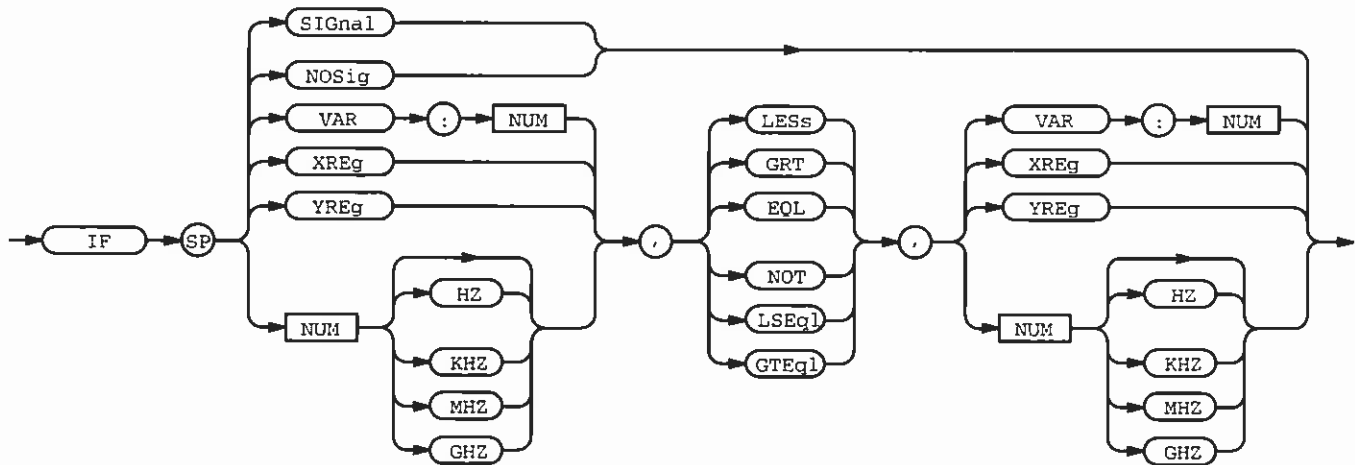 SIGnal
NOSig
VAR : NUM
XREg
YREg
IF SP
NUM
HZ
KHZ
MHZ
GHZ
,
LESs
GRT
EQL
NOT
LSEql
GTEql
,
VAR : NUM
XREg
YREg
NUM
HZ
KHZ
MHZ
GHZ